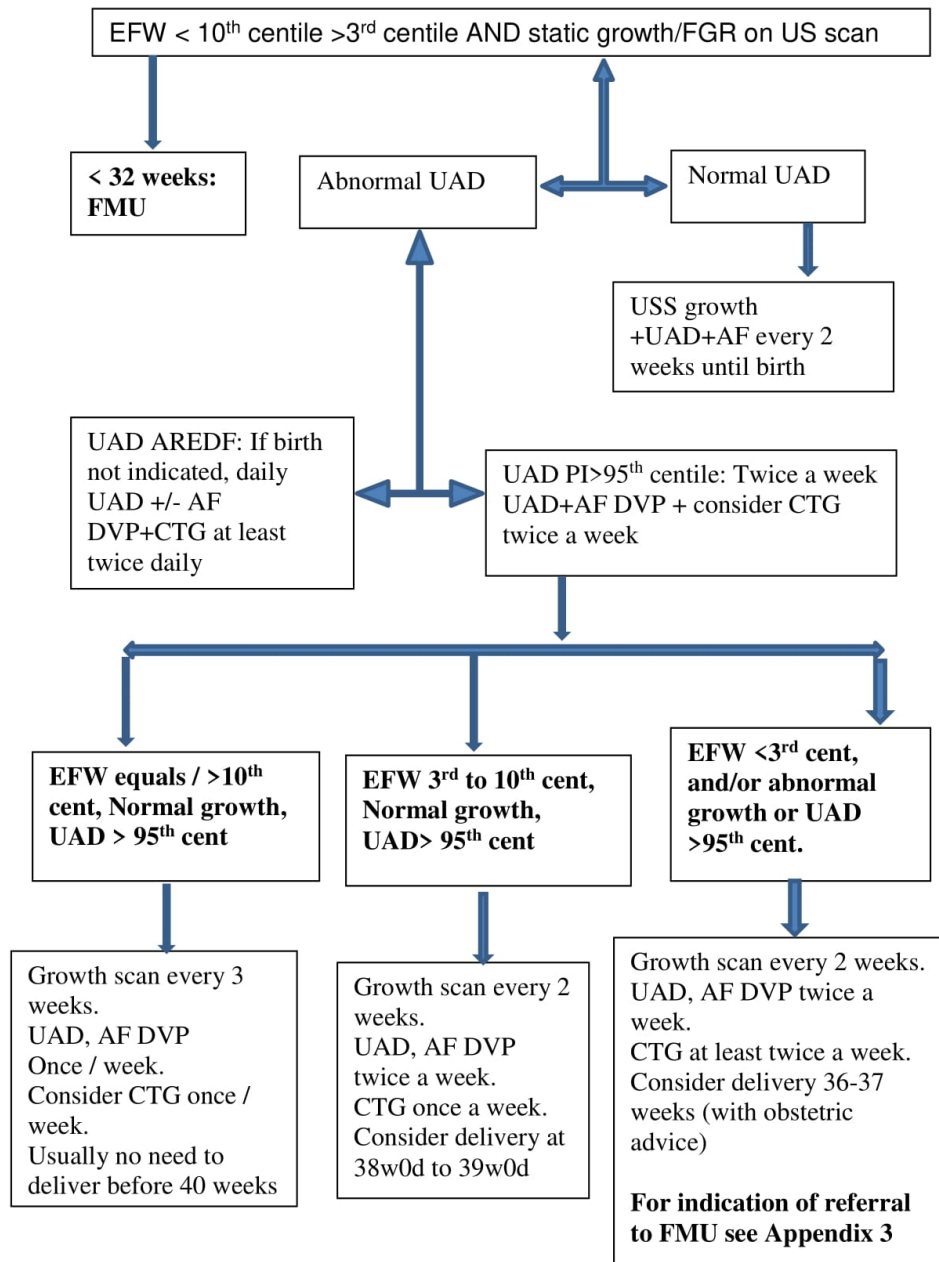 EFW < 10th centile >3rd centile AND static growth/FGR on US scan
< 32 weeks:
FMU
Abnormal UAD
Normal UAD
USS growth
+UAD+AF every 2
weeks until birth
UAD AREDF: If birth
not indicated, daily
UAD +/- AF
DVP+CTG at least
twice daily
UAD PI>95th centile: Twice a week
UAD+AF DVP + consider CTG
twice a week
EFW equals / >10th
cent, Normal growth,
UAD > 95th cent
EFW 3rd to 10th cent,
Normal growth,
UAD> 95th cent
EFW <3rd cent,
and/or abnormal
growth or UAD
>95th cent.
Growth scan every 3
weeks.
UAD, AF DVP
Once / week.
Consider CTG once /
week.
Usually no need to
deliver before 40 weeks
Growth scan every 2
weeks.
UAD, AF DVP
twice a week.
CTG once a week.
Consider delivery at
38w0d to 39w0d
Growth scan every 2 weeks.
UAD, AF DVP twice a
week.
CTG at least twice a week.
Consider delivery 36-37
weeks (with obstetric
advice)
For indication of referral
to FMU see Appendix 3